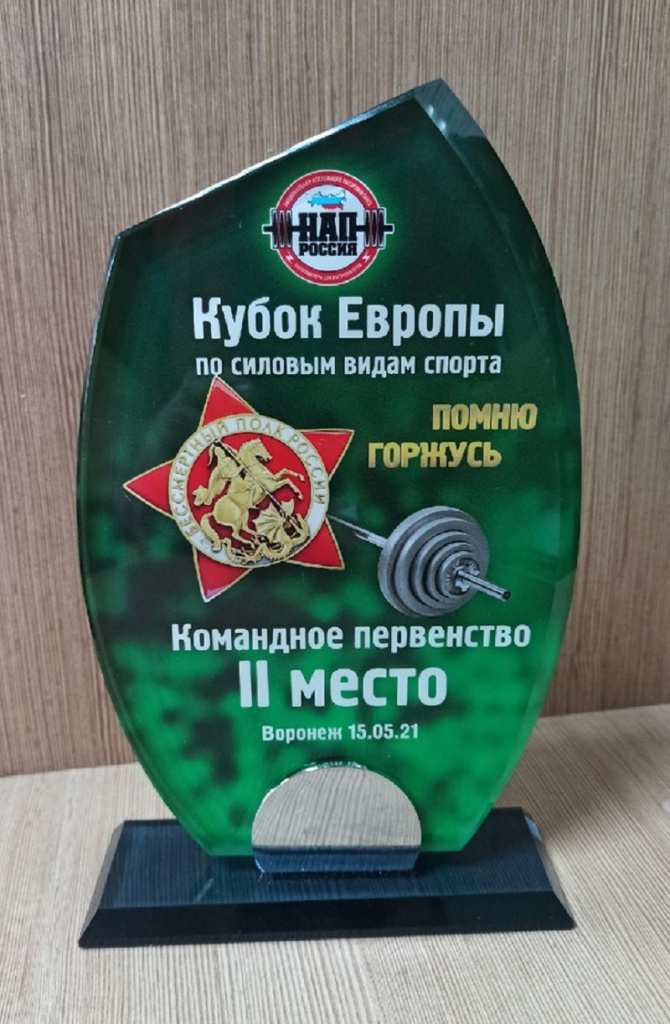 НАП
РОССИЯ
Кубок Европы
по силовым видам спорта
ПОМНЮ
ГОРЖУСЬ
БЕССМЕРТНЫЙ ПОЛК РОССИИ
Командное первенство
II место
Воронеж 15.05.21